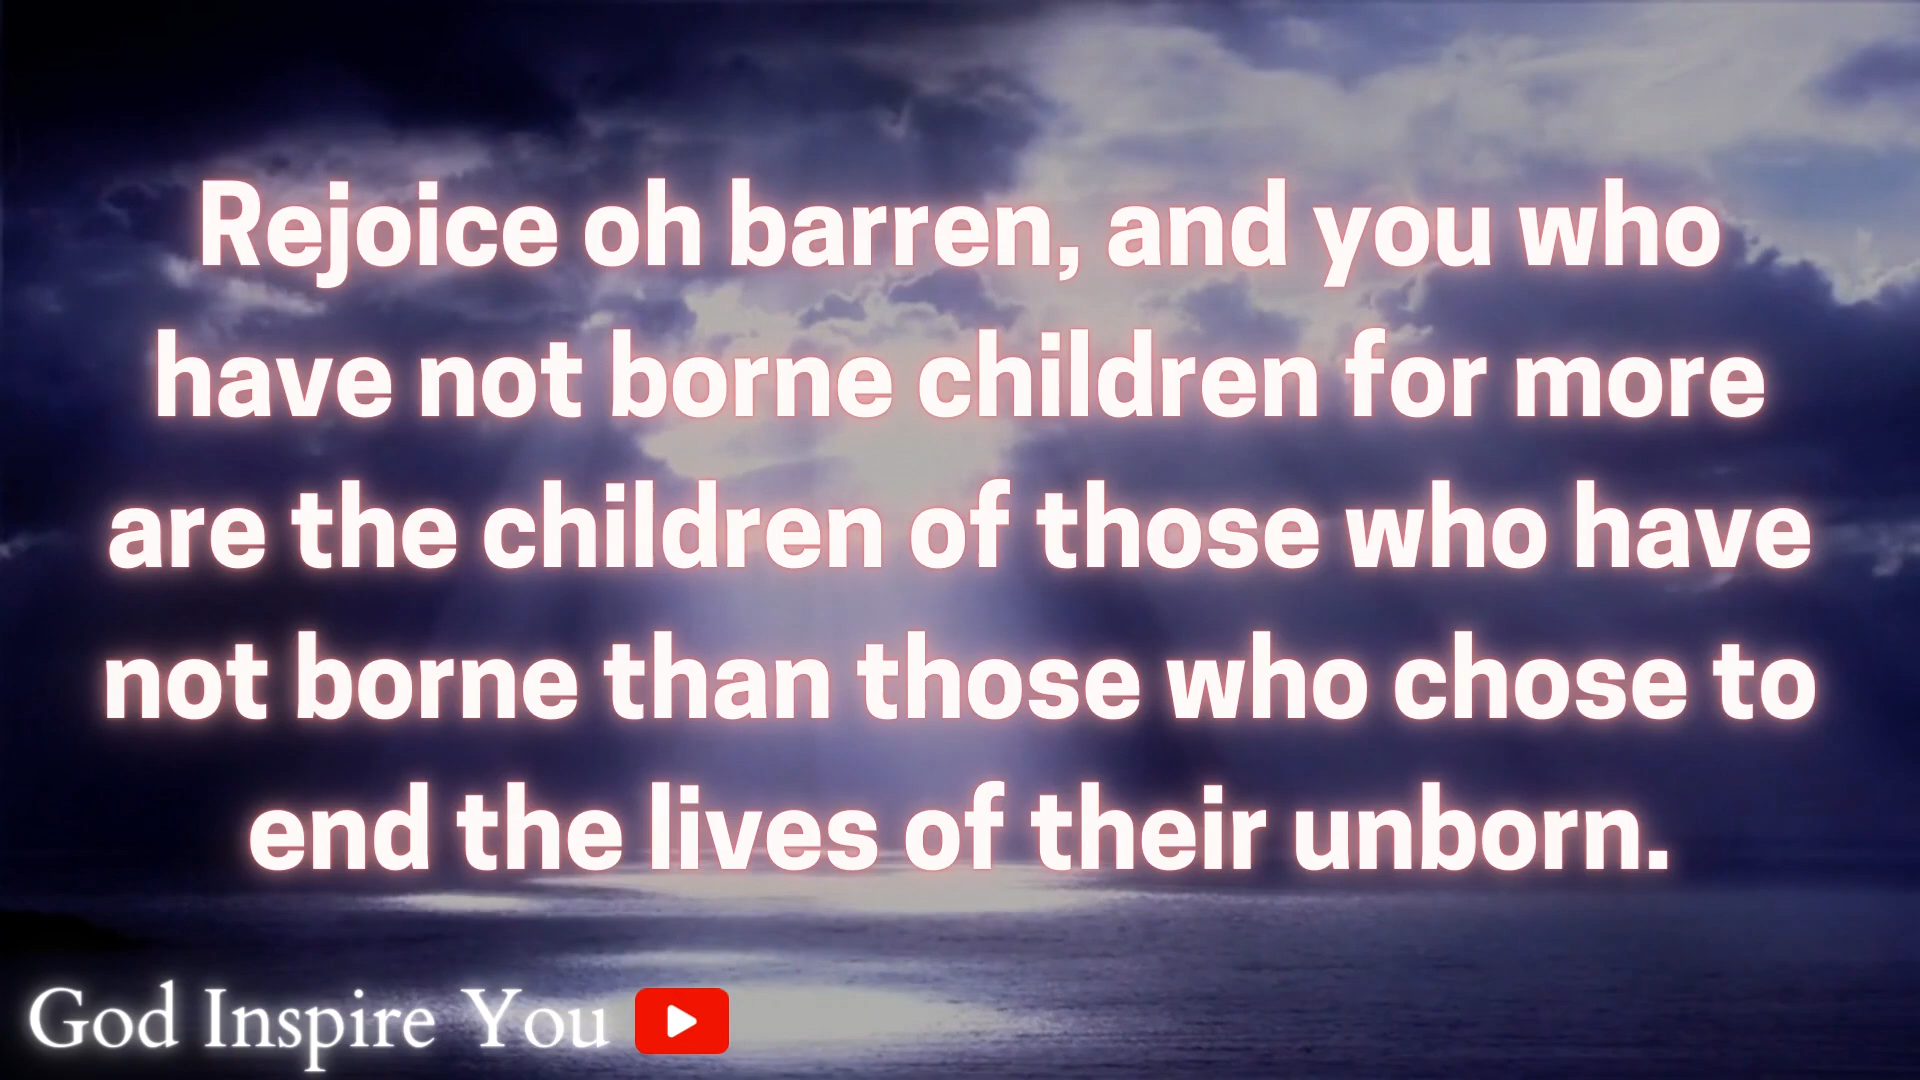 Rejoice oh barren, and you who
have not borne children for more
are the children of those who have
not borne than those who chose to
end the lives of their unborn.
God Inspire You